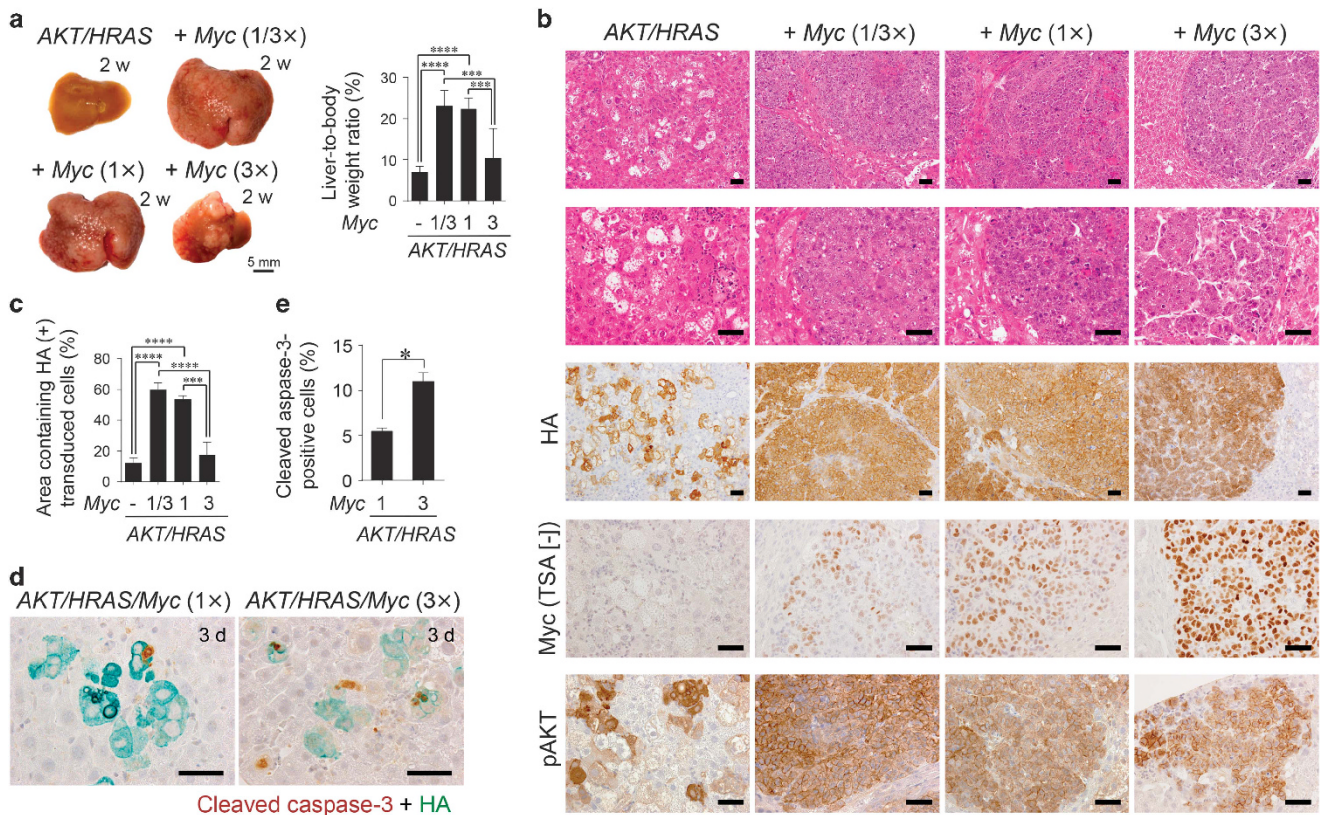 a
AKT/HRAS
+ Myc (1/3×)
2 w
2 w
+ Myc (1×)
+ Myc (3×)
2 w
2 w
5 mm
Liver-to-body
weight ratio (%)
30
20
10
0
****
****
***
***
Myc - 1/3 1 3
AKT/HRAS
b
AKT/HRAS + Myc (1/3×) + Myc (1×) + Myc (3×)
HA
Myc (TSA [-])
pAKT
c
Area containing HA (+)
transduced cells (%)
80
60
40
20
0
****
****
****
***
Myc - 1/3 1 3
AKT/HRAS
e
Cleaved aspase-3-
positive cells (%)
15
10
5
0
*
Myc 1 3
AKT/HRAS
d
AKT/HRAS/Myc (1×) AKT/HRAS/Myc (3×)
3 d 3 d
Cleaved caspase-3 + HA